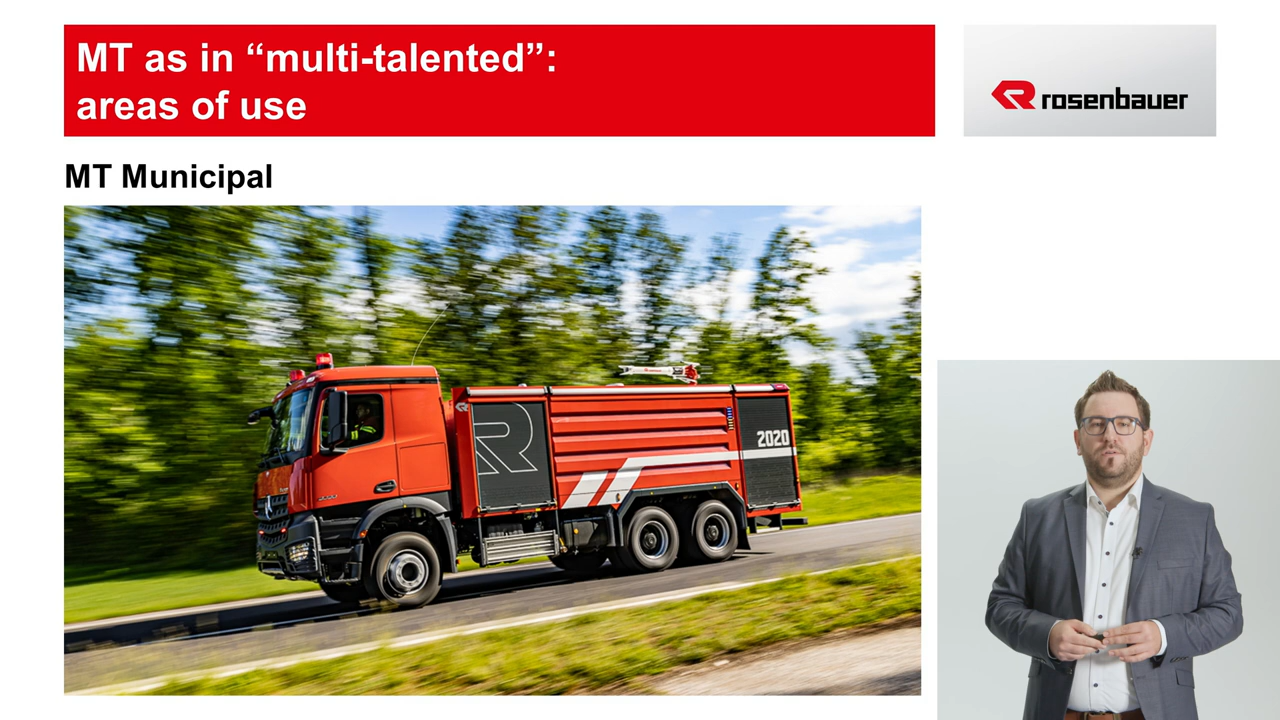 MT as in “multi-talented”:
areas of use
rosenbauer
MT Municipal
2020